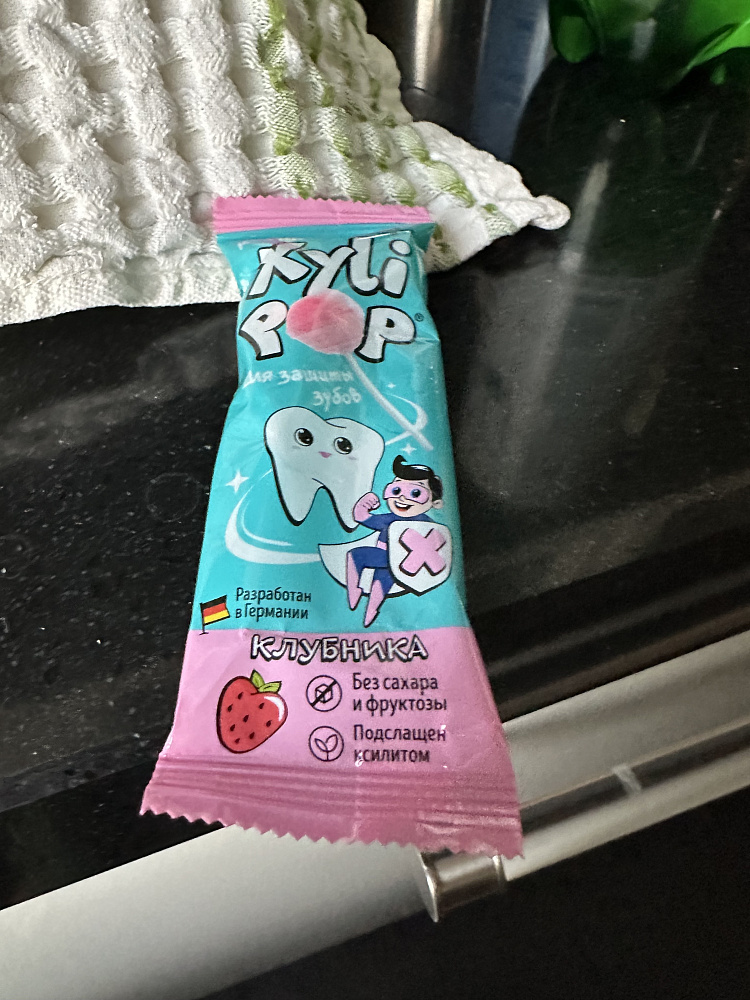 Xyli
POP®
для защиты
зубов
Разработан
в Германии
КЛУБНИКА
Без сахара
и фруктозы
Подслащен
ксилитом